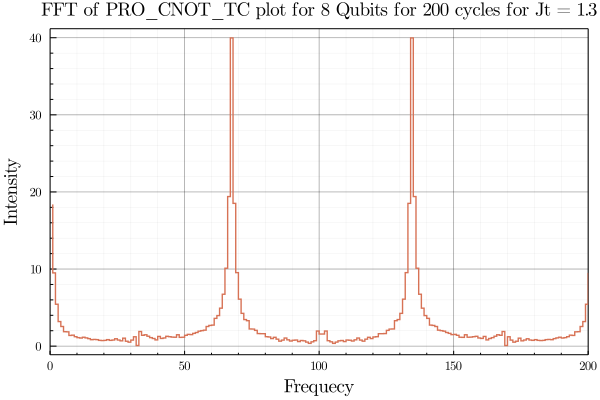 FFT of PRO_CNOT_TC plot for 8 Qubits for 200 cycles for Jt = 1.3
40
30
20
10
0
Intensity
0 50 100 150 200
Frequecy